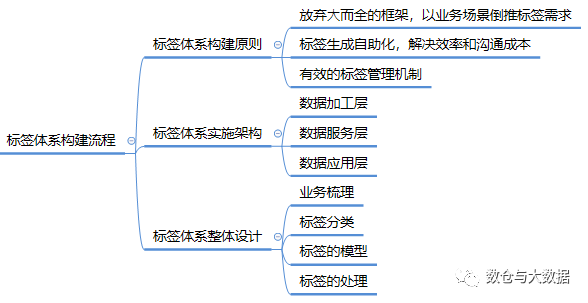 标签体系构建流程
标签体系构建原则
放弃大而全的框架，以业务场景倒推标签需求
标签生成自助化，解决效率和沟通成本
有效的标签管理机制
标签体系实施架构
数据加工层
数据服务层
数据应用层
标签体系整体设计
业务梳理
标签分类
标签的模型
标签的处理
数仓与大数据